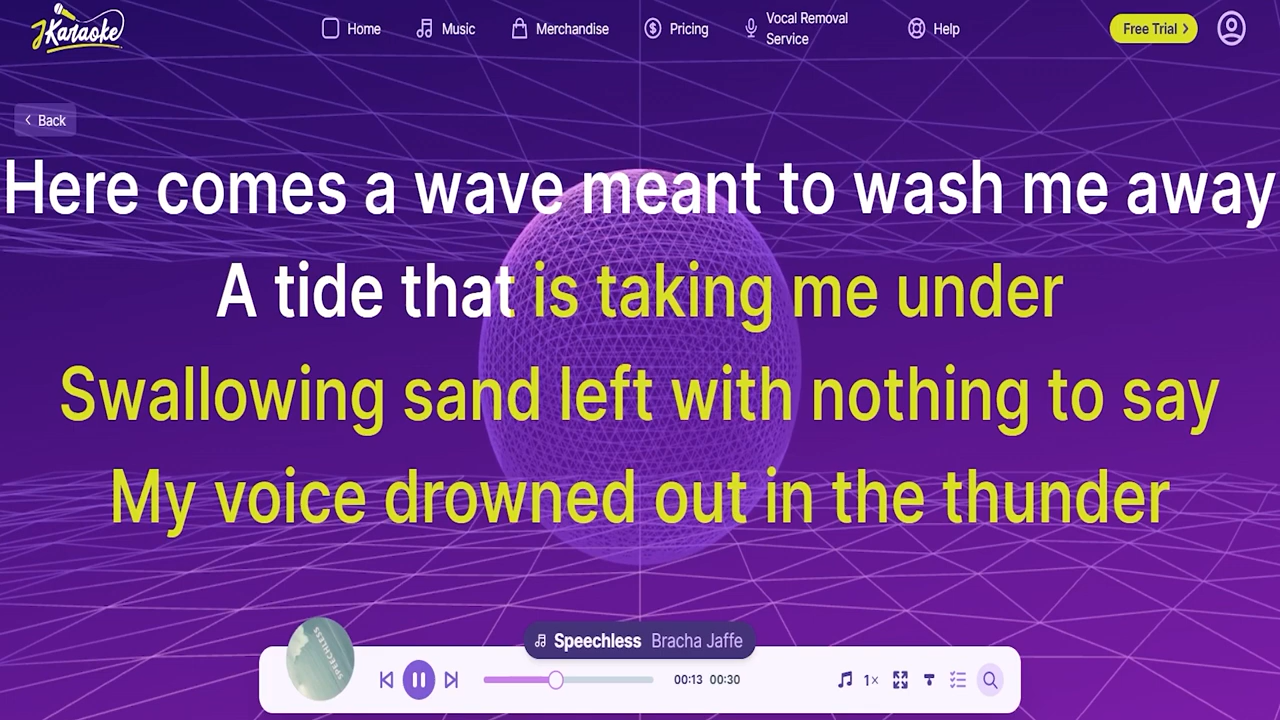 JKaraoke
Home
Music
Merchandise
Pricing
Vocal Removal
Service
Help
Free Trial
Back
Here comes a wave meant to wash me away
A tide that is taking me under
Swallowing sand left with nothing to say
My voice drowned out in the thunder
Speechless Bracha Jaffe
SPEECHLESS
00:13 00:30
1×